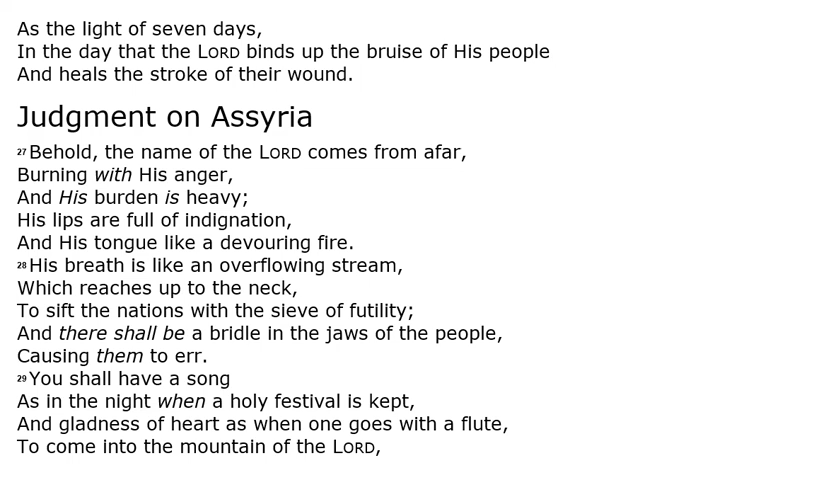 As the light of seven days,
In the day that the LORD binds up the bruise of His people
And heals the stroke of their wound.
Judgment on Assyria
27 Behold, the name of the LORD comes from afar,
Burning with His anger,
And His burden is heavy;
His lips are full of indignation,
And His tongue like a devouring fire.
28 His breath is like an overflowing stream,
Which reaches up to the neck,
To sift the nations with the sieve of futility;
And there shall be a bridle in the jaws of the people,
Causing them to err.
29 You shall have a song
As in the night when a holy festival is kept,
And gladness of heart as when one goes with a flute,
To come into the mountain of the LORD,